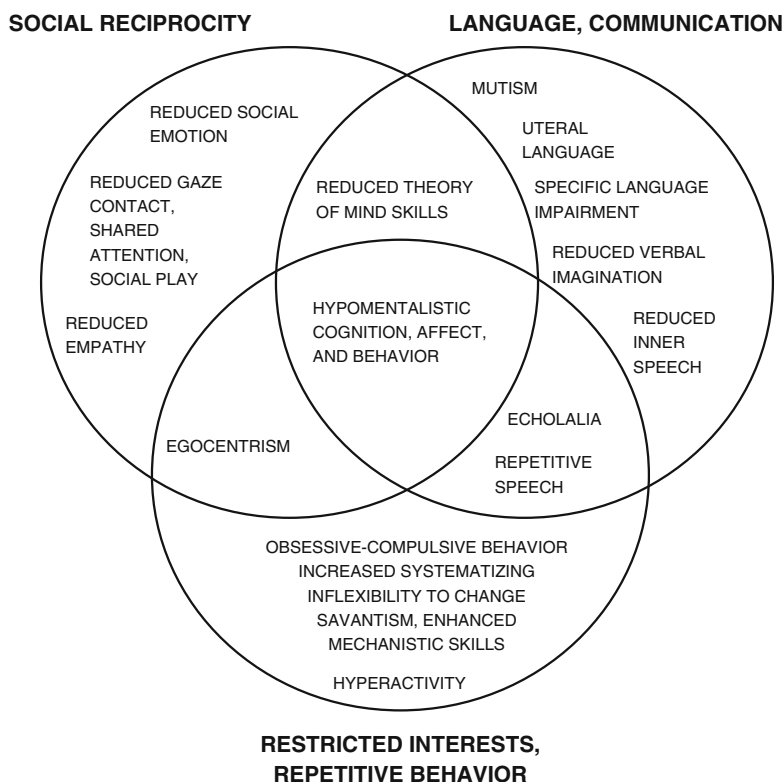 SOCIAL RECIPROCITY
LANGUAGE, COMMUNICATION
REDUCED SOCIAL
EMOTION
REDUCED GAZE
CONTACT,
SHARED
ATTENTION,
SOCIAL PLAY
REDUCED
EMPATHY
REDUCED THEORY
OF MIND SKILLS
MUTISM
UTERAL
LANGUAGE
SPECIFIC LANGUAGE
IMPAIRMENT
REDUCED VERBAL
IMAGINATION
REDUCED
INNER
SPEECH
HYPOMENTALISTIC
COGNITION, AFFECT,
AND BEHAVIOR
EGOCENTRISM
ECHOLALIA
REPETITIVE
SPEECH
OBSESSIVE-COMPULSIVE BEHAVIOR
INCREASED SYSTEMATIZING
INFLEXIBILITY TO CHANGE
SAVANTISM, ENHANCED
MECHANISTIC SKILLS
HYPERACTIVITY
RESTRICTED INTERESTS,
REPETITIVE BEHAVIOR